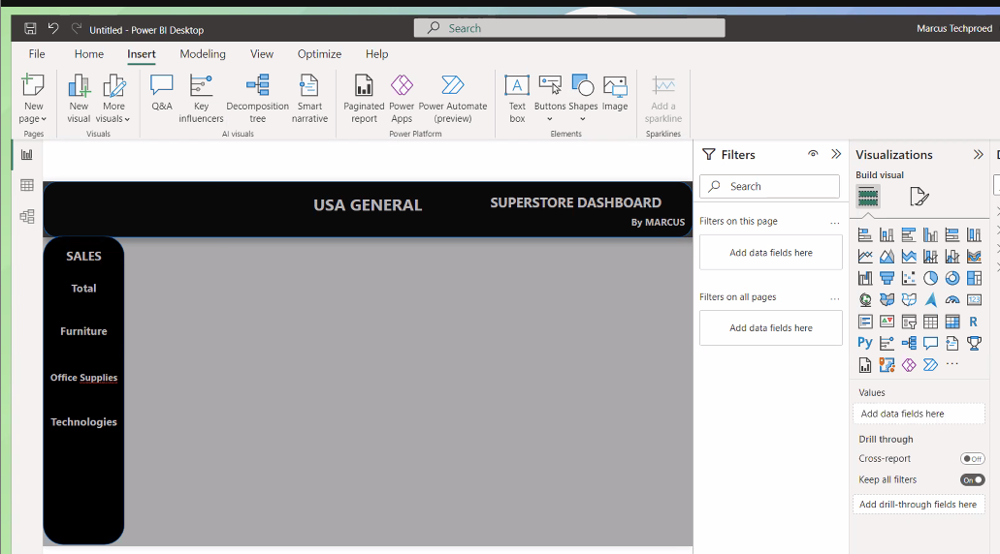 Untitled - Power BI Desktop
Search
Marcus Techproed
File Home Insert Modeling View Optimize Help
New page
New visual
More visuals
Q&A
Key influencers
Decomposition tree
Smart narrative
Paginated report
Power Apps
Power Automate (preview)
Text box
Buttons
Shapes
Image
Add a sparkline
Pages
Visuals
AI visuals
Power Platform
Elements
Sparklines
USA GENERAL
SUPERSTORE DASHBOARD
By MARCUS
SALES
Total
Furniture
Office Supplies
Technologies
Filters
Search
Filters on this page ...
Add data fields here
Filters on all pages ...
Add data fields here
Visualizations
Build visual
123
R
Py
...
Values
Add data fields here
Drill through
Cross-report
Off
Keep all filters
On
Add drill-through fields here